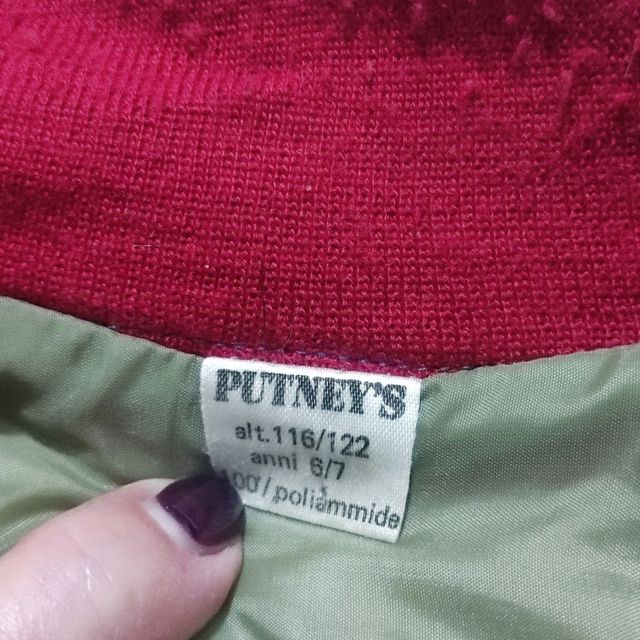 PUTNEY'S
alt.116/122
anni 6/7
100% poliammide